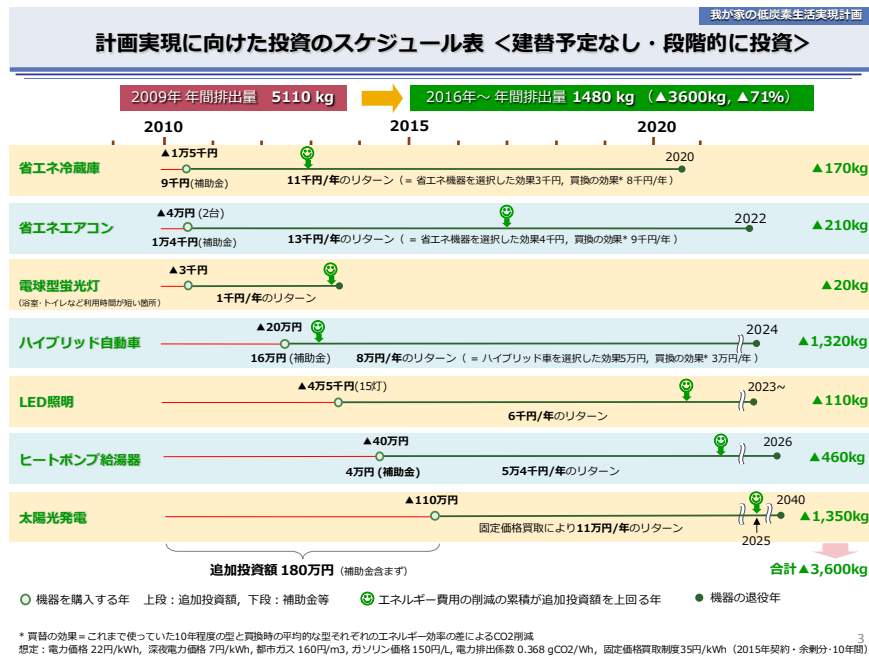 我が家の低炭素生活実現計画
計画実現に向けた投資のスケジュール表 ＜建替予定なし・段階的に投資＞
2009年 年間排出量 5110 kg
2016年～ 年間排出量 1480 kg （▲3600kg, ▲71%）
2010 2015 2020
省エネ冷蔵庫
▲1万5千円
9千円(補助金)
11千円/年のリターン（ = 省エネ機器を選択した効果3千円，買換の効果* 8千円/年 ）
2020
▲170kg
省エネエアコン
▲4万円 (2台)
1万4千円(補助金)
13千円/年のリターン（ = 省エネ機器を選択した効果4千円，買換の効果* 9千円/年 ）
2022
▲210kg
電球型蛍光灯
（浴室・トイレなど利用時間が短い箇所）
▲3千円
1千円/年のリターン
▲20kg
ハイブリッド自動車
▲20万円
16万円 (補助金)
8万円/年のリターン（ = ハイブリッド車を選択した効果5万円，買換の効果* 3万円/年 ）
2024
▲1,320kg
LED照明
▲4万5千円(15灯)
6千円/年のリターン
2023~
▲110kg
ヒートポンプ給湯器
▲40万円
4万円 (補助金)
5万4千円/年のリターン
2026
▲460kg
太陽光発電
▲110万円
固定価格買取により11万円/年のリターン
2040
2025
▲1,350kg
追加投資額 180万円（補助金含まず）
合計▲3,600kg
機器を購入する年 上段：追加投資額，下段：補助金等
エネルギー費用の削減の累積が追加投資額を上回る年
機器の退役年
* 買替の効果＝これまで使っていた10年程度の型と買換時の平均的な型それぞれのエネルギー効率の差によるCO2削減
想定：電力価格 22円/kWh，深夜電力価格 7円/kWh, 都市ガス 160円/m3, ガソリン価格 150円/L, 電力排出係数 0.368 gCO2/Wh，固定価格買取制度35円/kWh（2015年契約・余剰分・10年間）
3